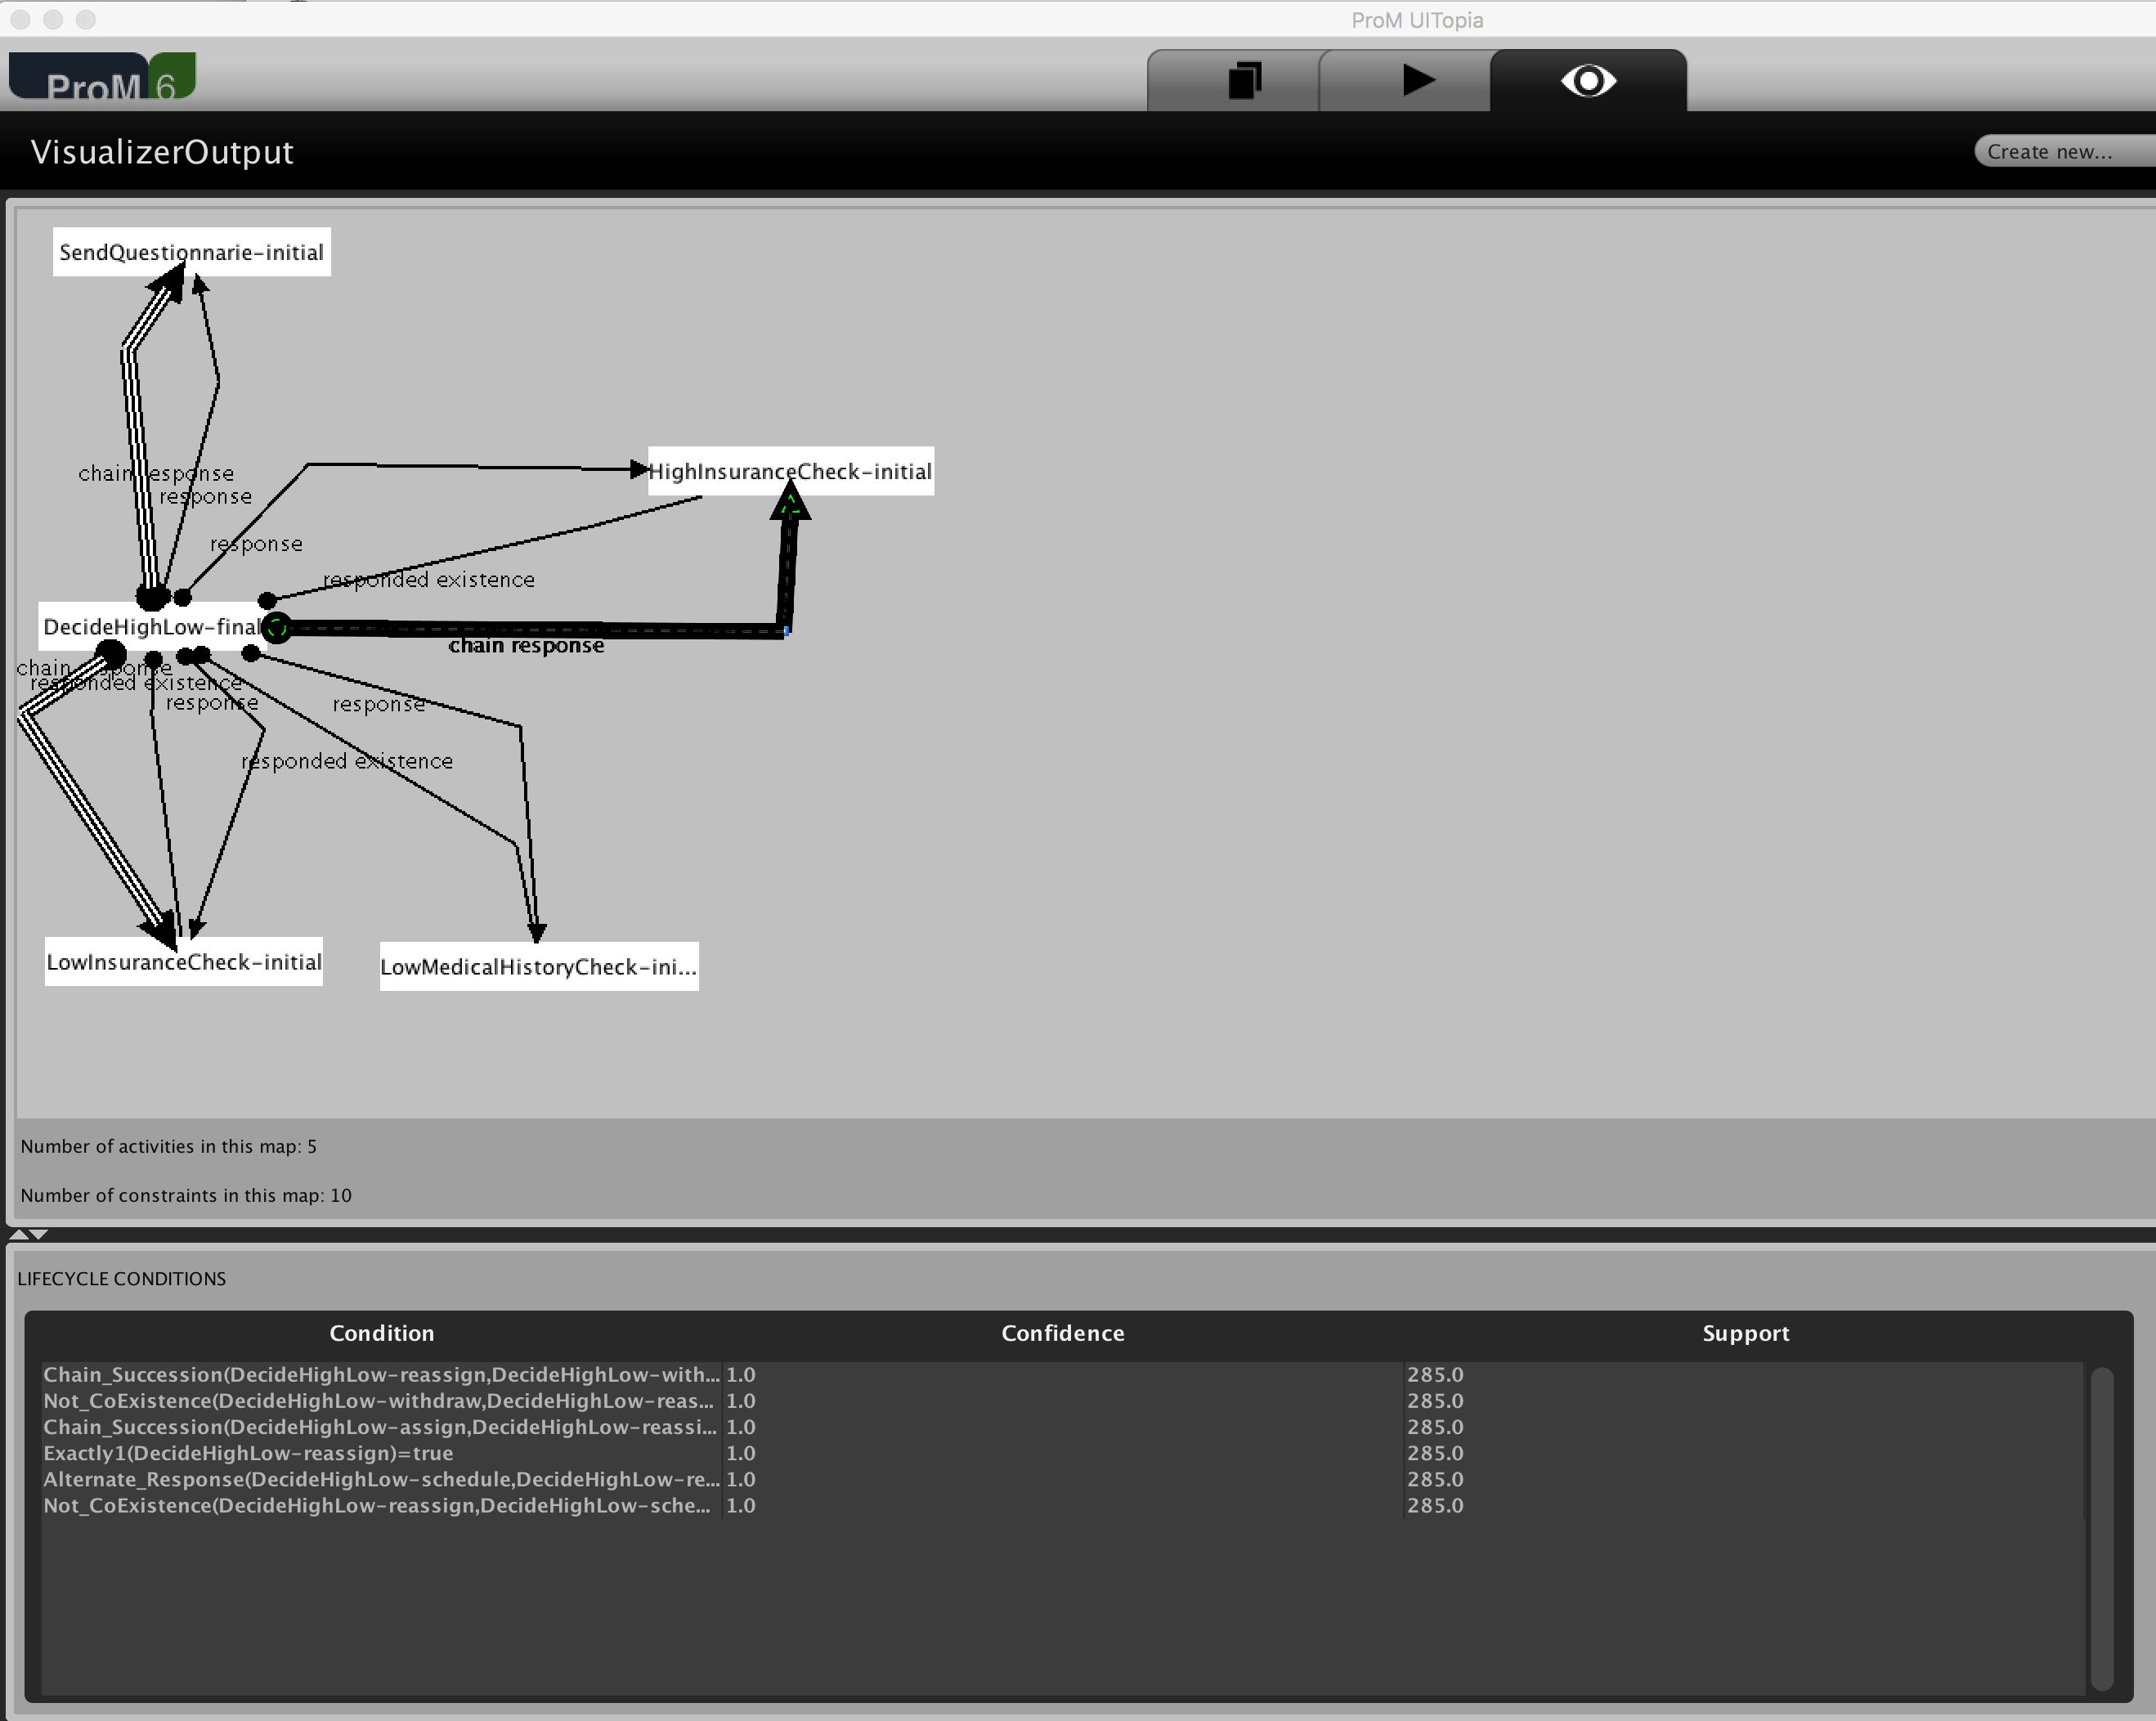 ProM UITopia
ProM 6
VisualizerOutput
Create new...
SendQuestionnarie-initial
HighInsuranceCheck-initial
chain response
response
response
responded existence
DecideHighLow-final
chain response
chain response
responded existence
response
response
responded existence
LowInsuranceCheck-initial
LowMedicalHistoryCheck-ini...
Number of activities in this map: 5
Number of constraints in this map: 10
LIFECYCLE CONDITIONS
Condition Confidence Support
Chain_Succession(DecideHighLow-reassign,DecideHighLow-with... 1.0 285.0
Not_CoExistence(DecideHighLow-withdraw,DecideHighLow-reas... 1.0 285.0
Chain_Succession(DecideHighLow-assign,DecideHighLow-reassi... 1.0 285.0
Exactly1(DecideHighLow-reassign)=true 1.0 285.0
Alternate_Response(DecideHighLow-schedule,DecideHighLow-re... 1.0 285.0
Not_CoExistence(DecideHighLow-reassign,DecideHighLow-sche... 1.0 285.0